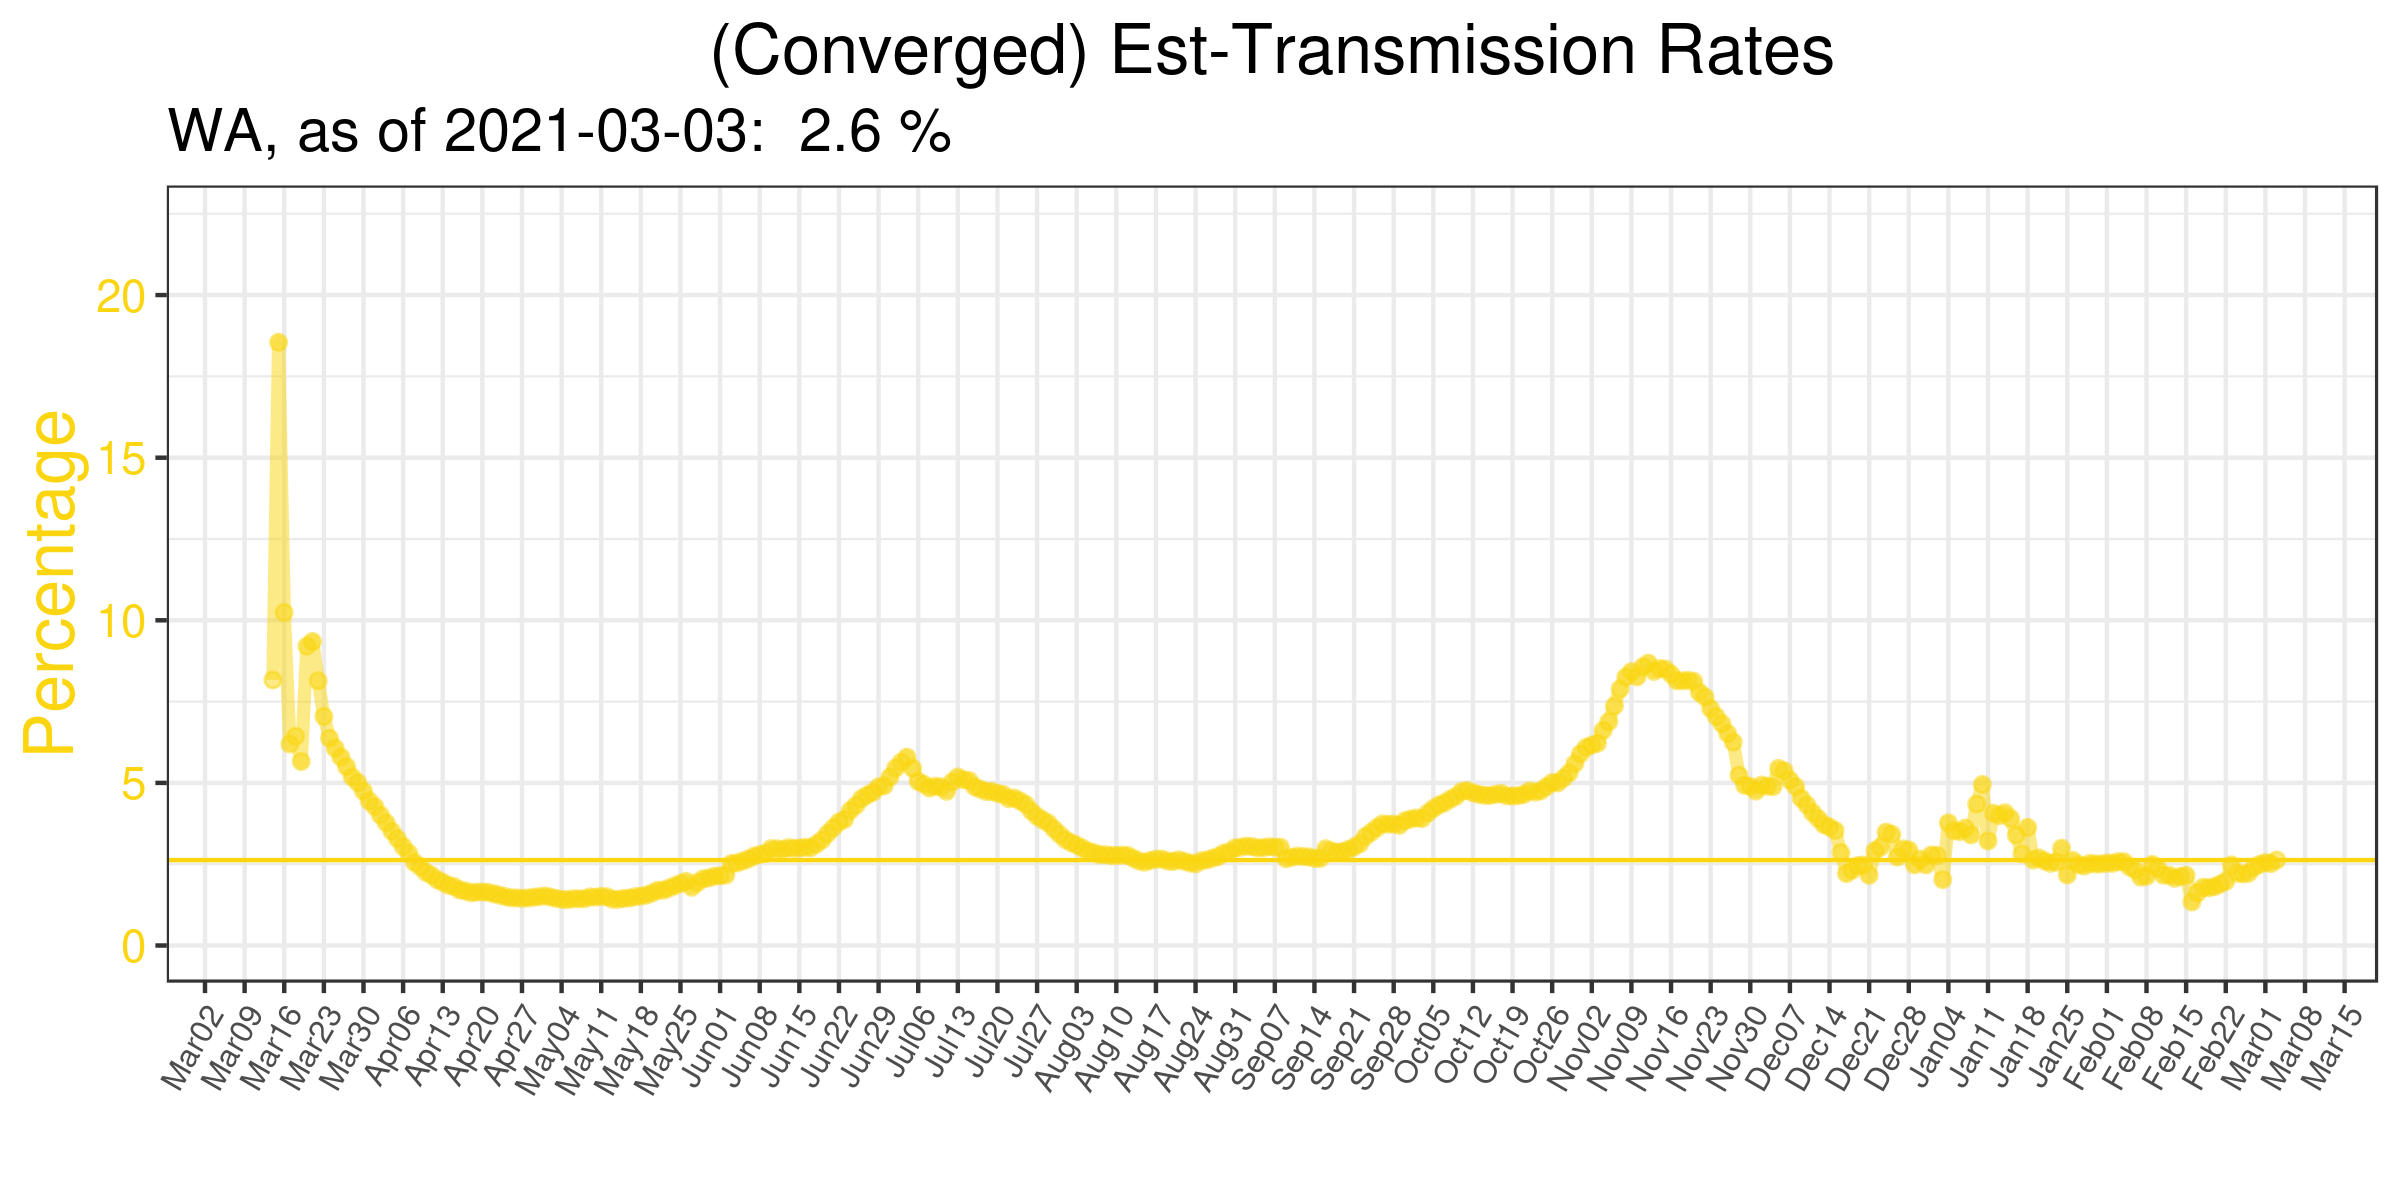 (Converged) Est-Transmission Rates
WA, as of 2021-03-03:  2.6 %
Percentage
20
15
10
5
0
Mar02 Mar09 Mar16 Mar23 Mar30 Apr06 Apr13 Apr20 Apr27 May04 May11 May18 May25 Jun01 Jun08 Jun15 Jun22 Jun29 Jul06 Jul13 Jul20 Jul27 Aug03 Aug10 Aug17 Aug24 Aug31 Sep07 Sep14 Sep21 Sep28 Oct05 Oct12 Oct19 Oct26 Nov02 Nov09 Nov16 Nov23 Nov30 Dec07 Dec14 Dec21 Dec28 Jan04 Jan11 Jan18 Jan25 Feb01 Feb08 Feb15 Feb22 Mar01 Mar08 Mar15